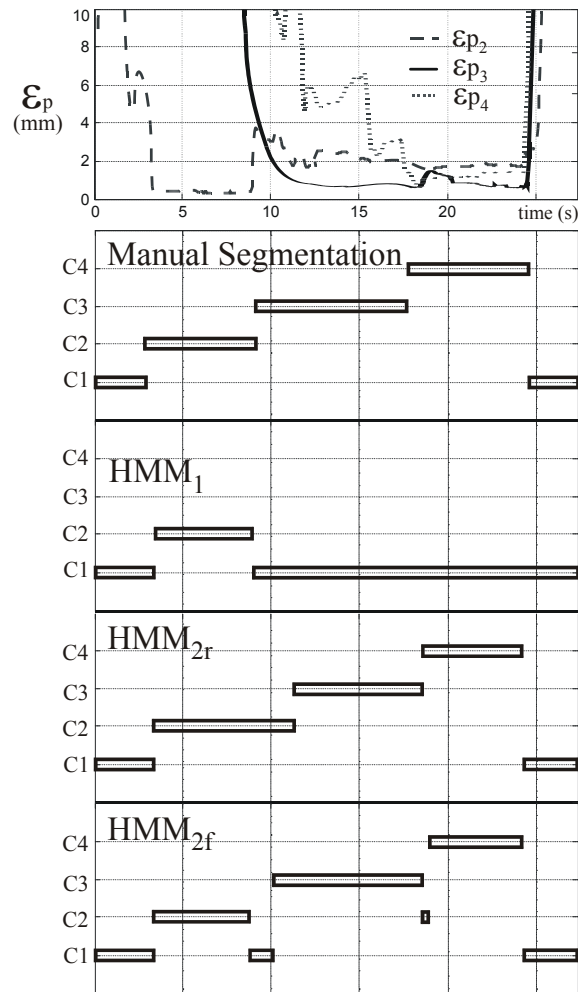 10
8
6
4
2
0
εp
(mm)
εp2
εp3
εp4
0 5 10 15 20 time (s)
Manual Segmentation
C4
C3
C2
C1
HMM1
C4
C3
C2
C1
HMM2r
C4
C3
C2
C1
HMM2f
C4
C3
C2
C1